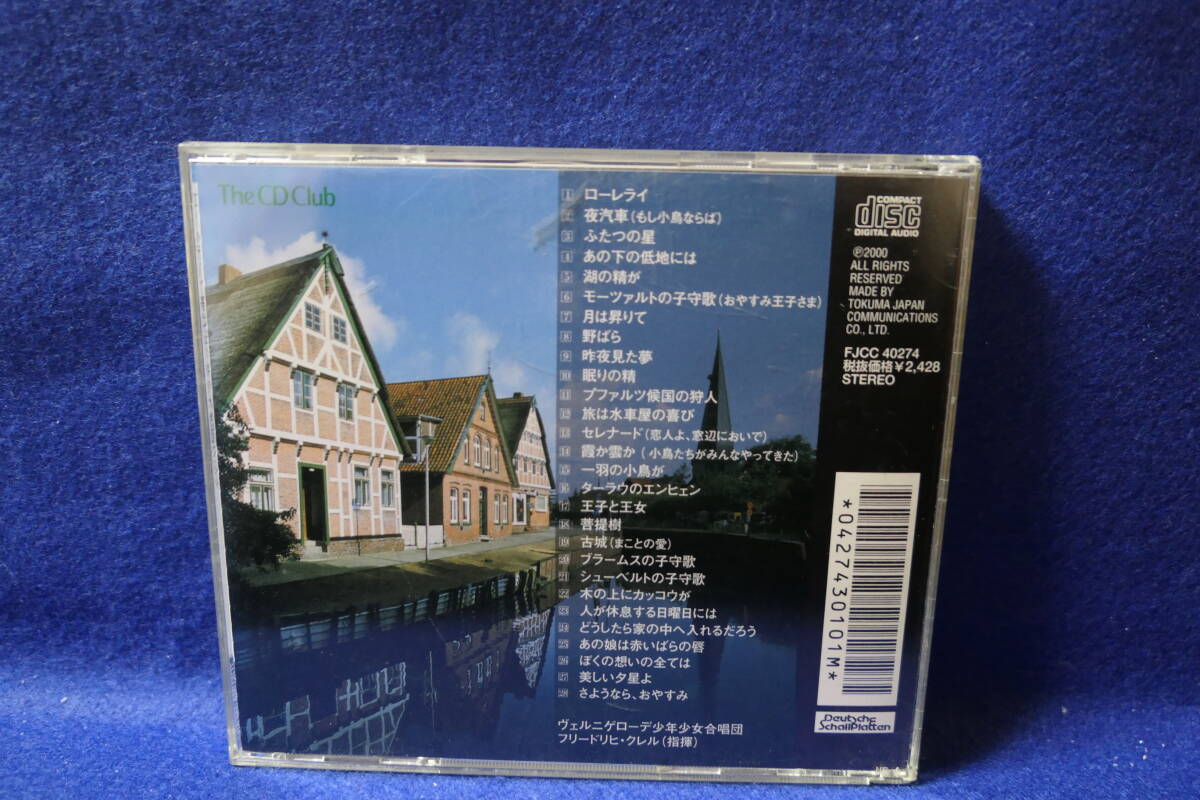 The CD Club
1 ローレライ
2 夜汽車(もし小鳥ならば)
3 ふたつの星
4 あの下の低地には
5 湖の精が
6 モーツァルトの子守歌(おやすみ王子さま)
7 月は昇りて
8 野ばら
9 昨夜見た夢
10 眠りの精
11 プファルツ候国の狩人
12 旅は水車屋の喜び
13 セレナード(恋人よ、窓辺においで)
14 霞か雲か(小鳥たちがみんなやってきた)
15 一羽の小鳥が
16 ターラウのエンヒェン
17 王子と王女
18 菩提樹
19 古城(まことの愛)
20 ブラームスの子守歌
21 シューベルトの子守歌
22 木の上にカッコウが
23 人が休息する日曜日には
24 どうしたら家の中へ入れるだろう
25 あの娘は赤いばらの唇
26 ぼくの想いの全ては
27 美しい夕星よ
28 さようなら、おやすみ
ヴェルニゲローデ少年少女合唱団
フリードリヒ・クレル(指揮)
COMPACT
disc
DIGITAL AUDIO
℗2000
ALL RIGHTS
RESERVED
MADE BY
TOKUMA JAPAN
COMMUNICATIONS
CO., LTD.
FJCC 40274
税抜価格¥2,428
STEREO
*0427430101M*
Deutsche
Schallplatten